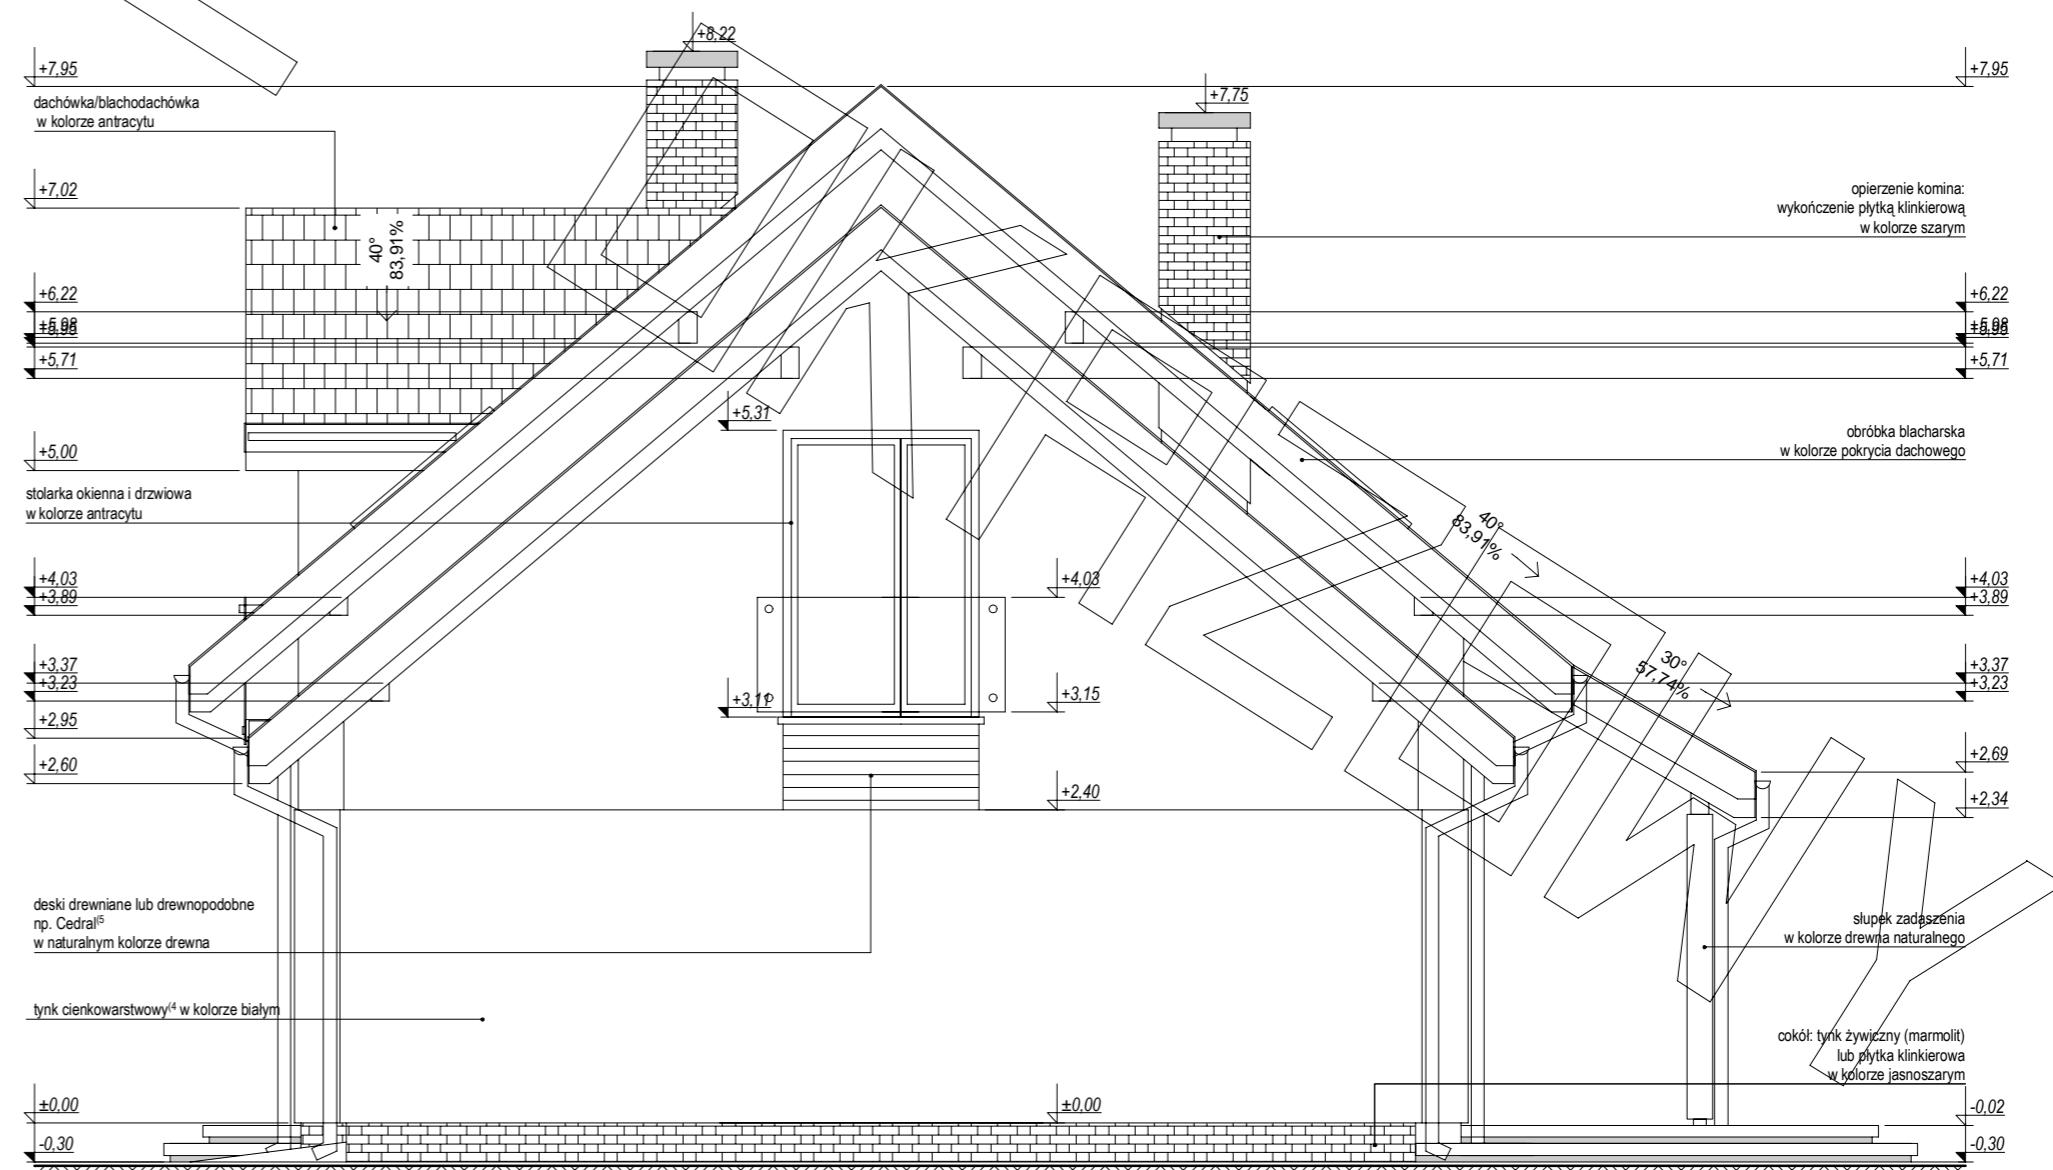 +8,22
+7,95
+7,95
dachówka/blachodachówka
w kolorze antracytu
+7,75
+7,02
40°
83,91%
opierzenie komina:
wykończenie płytką klinkierową
w kolorze szarym
+6,22
+6,22
+5,98
+5,98
+5,71
+5,71
+5,31
+5,00
obróbka blacharska
w kolorze pokrycia dachowego
stolarka okienna i drzwiowa
w kolorze antracytu
40°
83,91%
+4,03
+4,03
+4,03
+3,89
+3,89
30°
57,74%
+3,37
+3,37
+3,23
+3,23
+3,11
+3,15
+2,95
+2,60
+2,69
+2,40
+2,34
deski drewniane lub drewnopodobne
np. Cedral⁽⁵
w naturalnym kolorze drewna
słupek zadaszenia
w kolorze drewna naturalnego
tynk cienkowarstwowy⁽⁴ w kolorze białym
cokół: tynk żywiczny (marmolit)
lub płytka klinkierowa
w kolorze jasnoszarym
±0,00
±0,00
-0,02
-0,30
-0,30